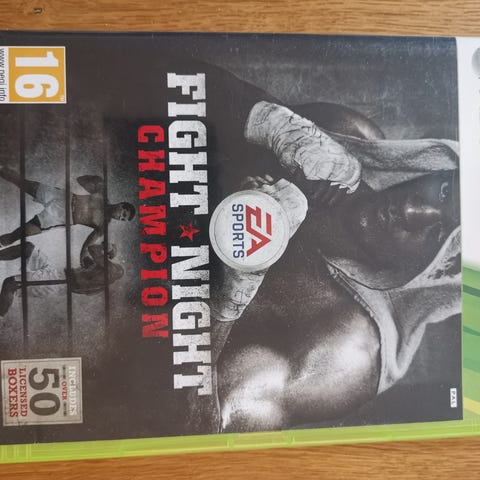 FIGHT ★ NIGHT
CHAMPION
EA
SPORTS
16
www.pegi.info
INCLUDES
OVER
50
LICENSED
BOXERS
PAL